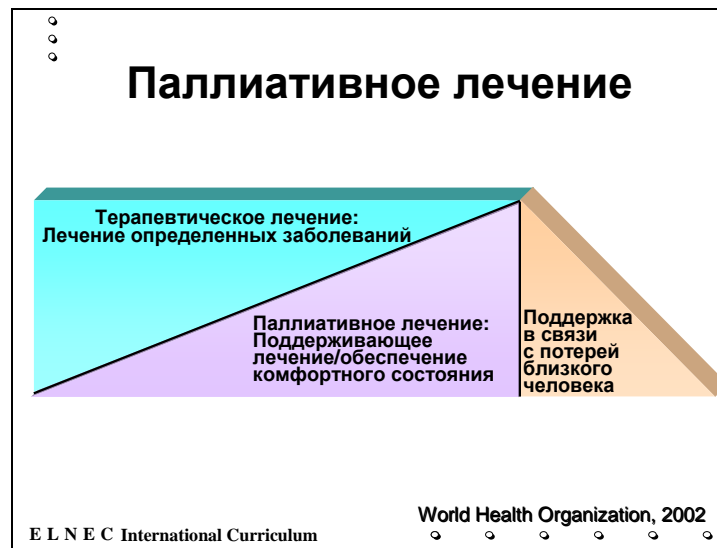 Паллиативное лечение
Терапевтическое лечение:
Лечение определенных заболеваний
Паллиативное лечение:
Поддерживающее
лечение/обеспечение
комфортного состояния
Поддержка
в связи
с потерей
близкого
человека
World Health Organization, 2002
E L N E C International Curriculum